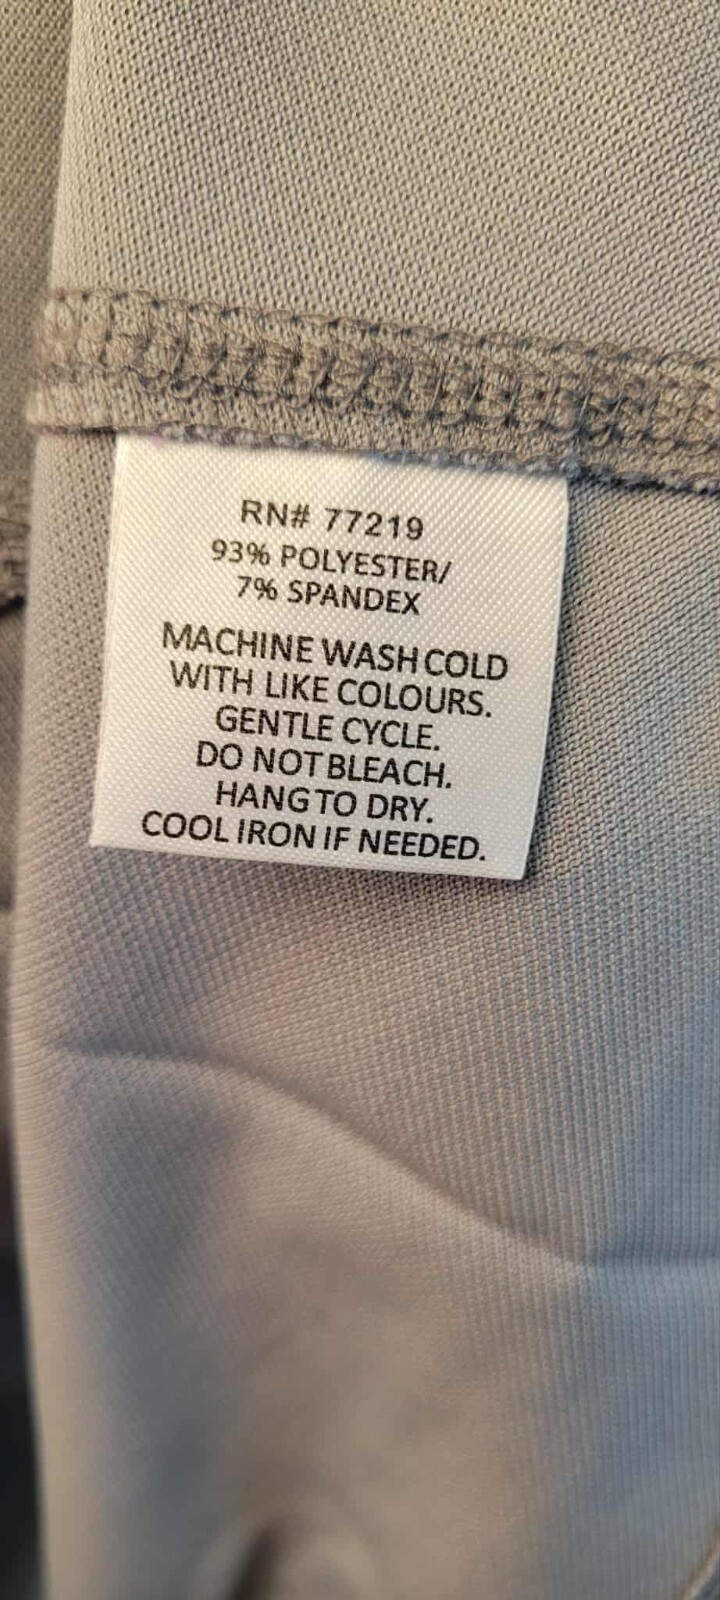 RN# 77219
93% POLYESTER/
7% SPANDEX
MACHINE WASH COLD
WITH LIKE COLOURS.
GENTLE CYCLE.
DO NOT BLEACH.
HANG TO DRY.
COOL IRON IF NEEDED.